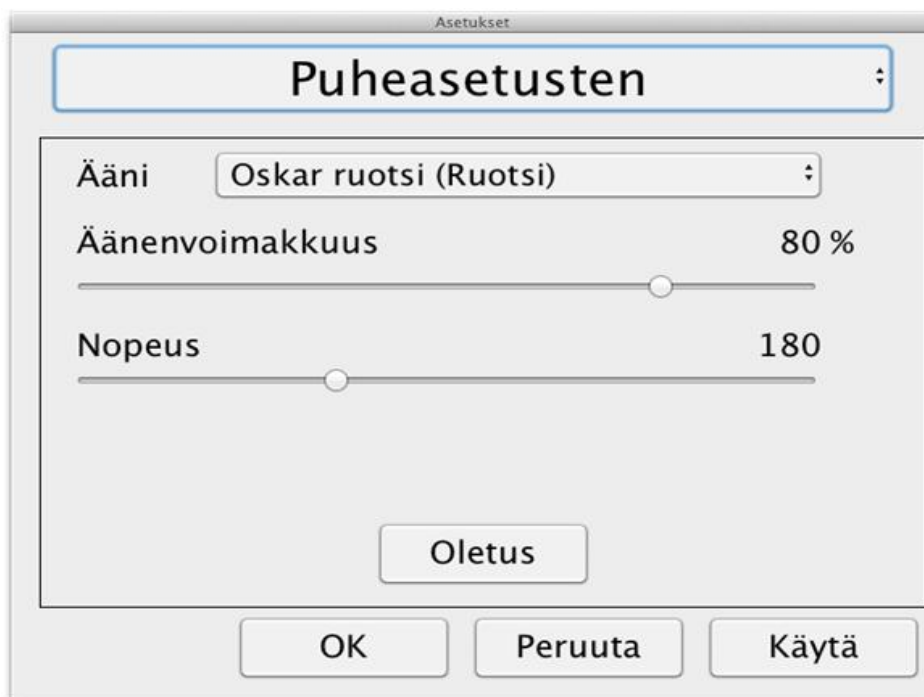 Asetukset
Puheasetusten
Ääni Oskar ruotsi (Ruotsi)
Äänenvoimakkuus 80 %
Nopeus 180
Oletus
OK Peruuta Käytä